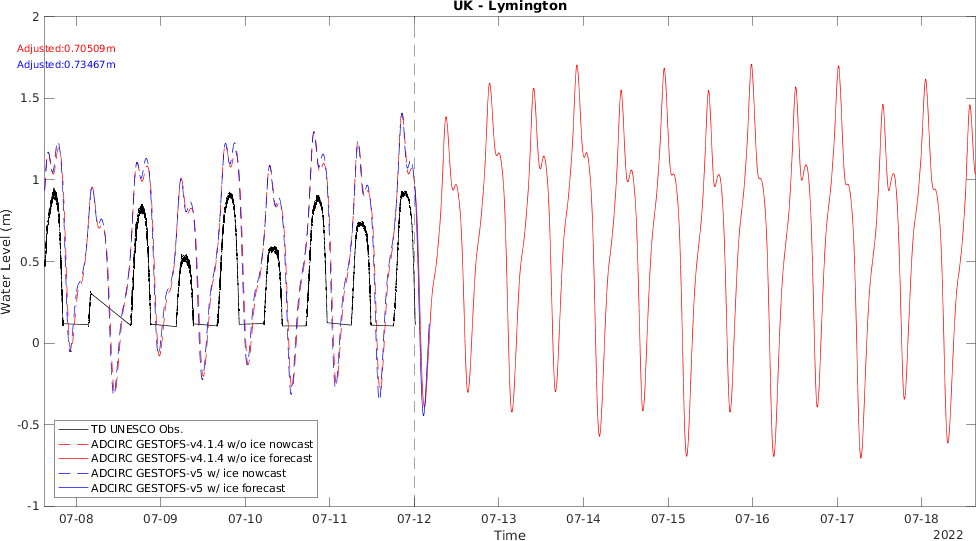 UK - Lymington
2
Adjusted:0.70509m
Adjusted:0.73467m
1.5
1
0.5
0
-0.5
-1
Water Level (m)
TD UNESCO Obs.
ADCIRC GESTOFS-v4.1.4 w/o ice nowcast
ADCIRC GESTOFS-v4.1.4 w/o ice forecast
ADCIRC GESTOFS-v5 w/ ice nowcast
ADCIRC GESTOFS-v5 w/ ice forecast
07-08 07-09 07-10 07-11 07-12 07-13 07-14 07-15 07-16 07-17 07-18
Time
2022